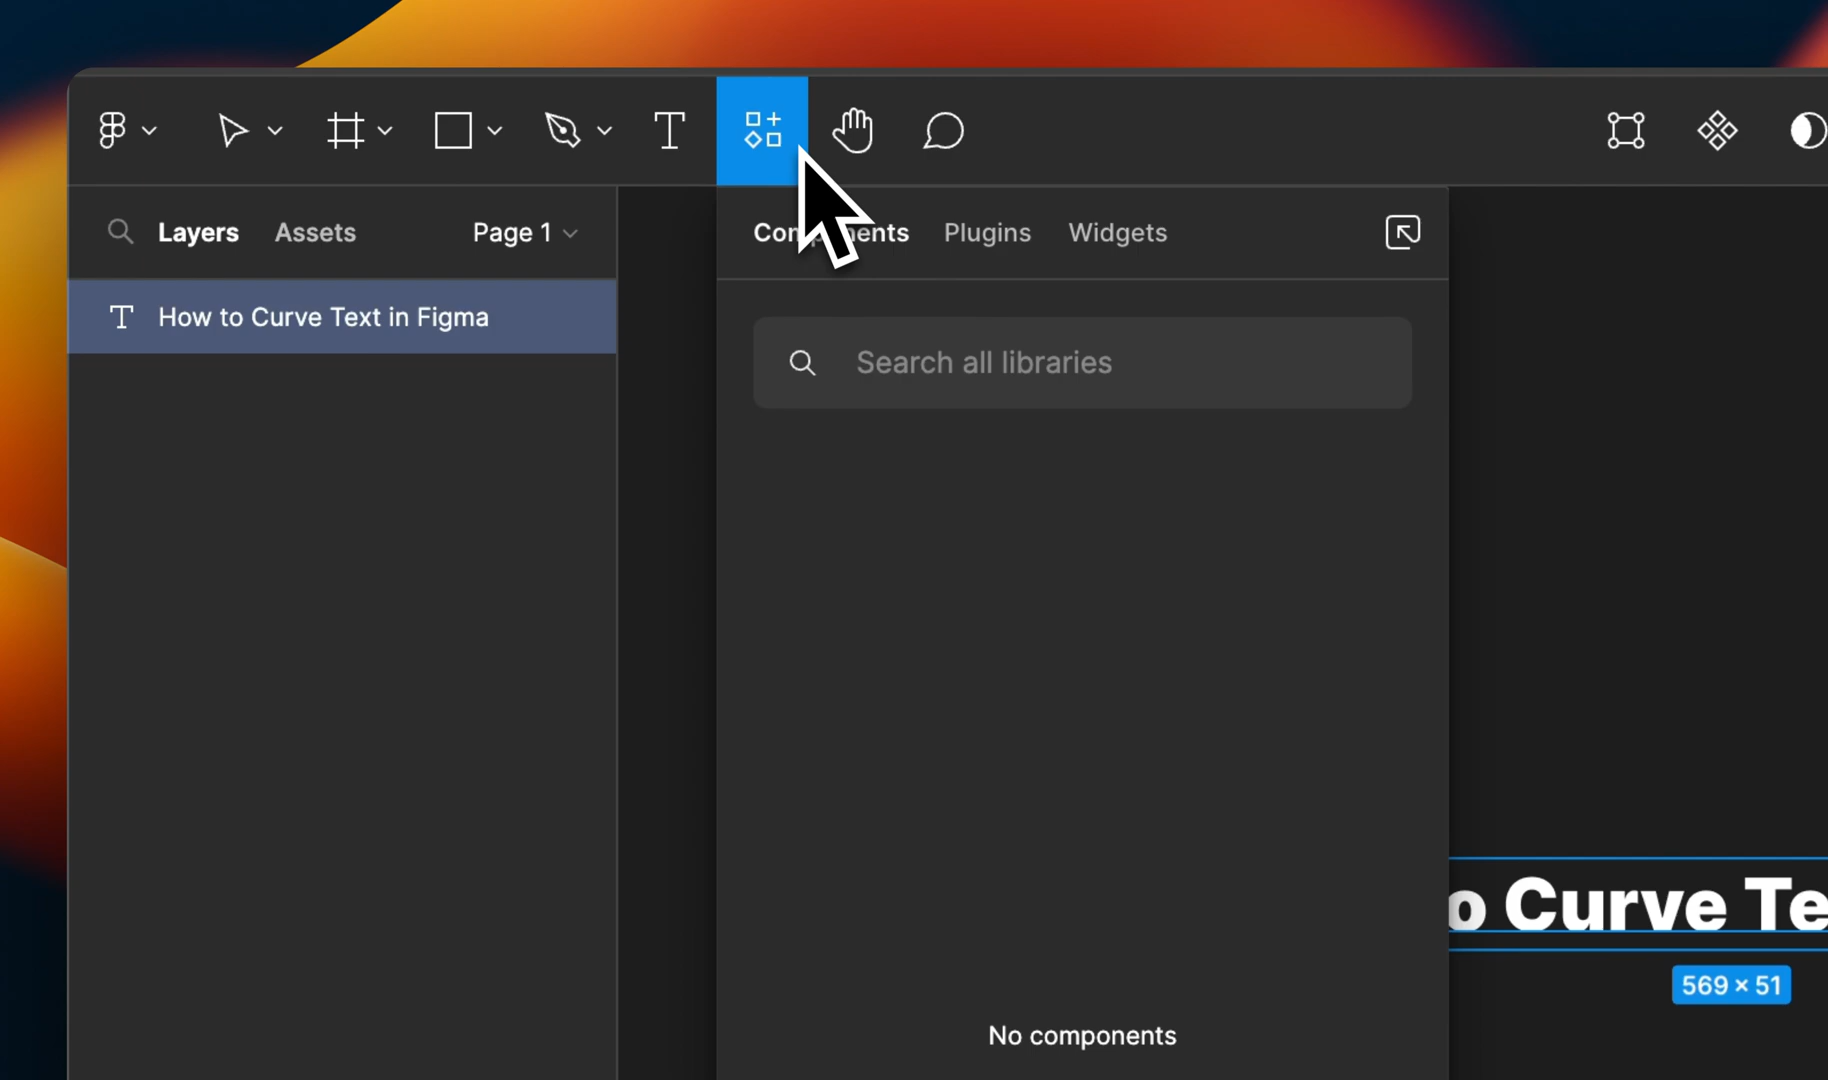 Layers Assets Page 1
How to Curve Text in Figma
Plugins Widgets
Search all libraries
Curve
569 × 51
No components